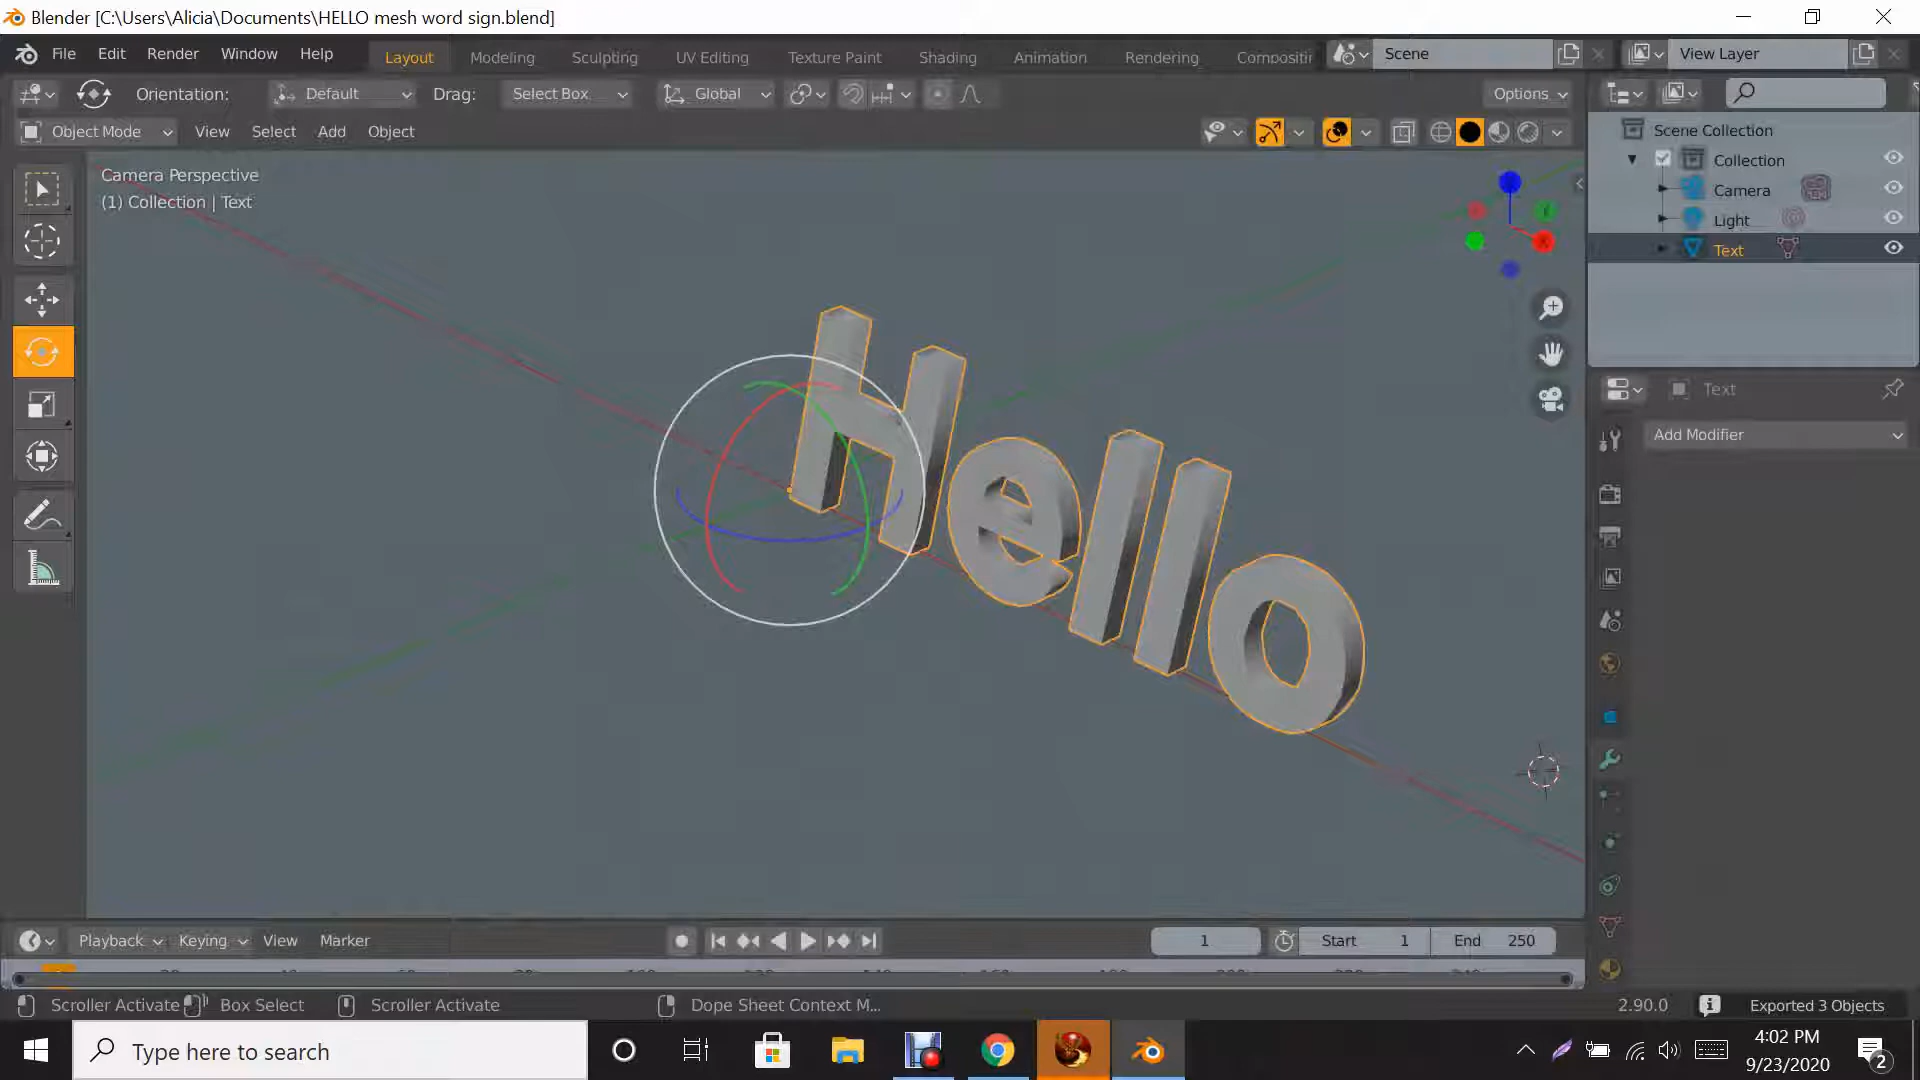 Blender [C:\Users\Alicia\Documents\HELLO mesh word sign.blend]
File Edit Render Window Help Layout Modeling Sculpting UV Editing Texture Paint Shading Animation Rendering Compositir Scene View Layer
Orientation: Default Drag: Select Box Global Options
Object Mode View Select Add Object
Scene Collection
Collection
Camera
Light
Text
Camera Perspective
(1) Collection | Text
X
Hello
Text
Add Modifier
Playback Keying View Marker 1 Start 1 End 250
Scroller Activate Box Select Scroller Activate Dope Sheet Context M... 2.90.0 Exported 3 Objects
Type here to search
4:02 PM
9/23/2020
2